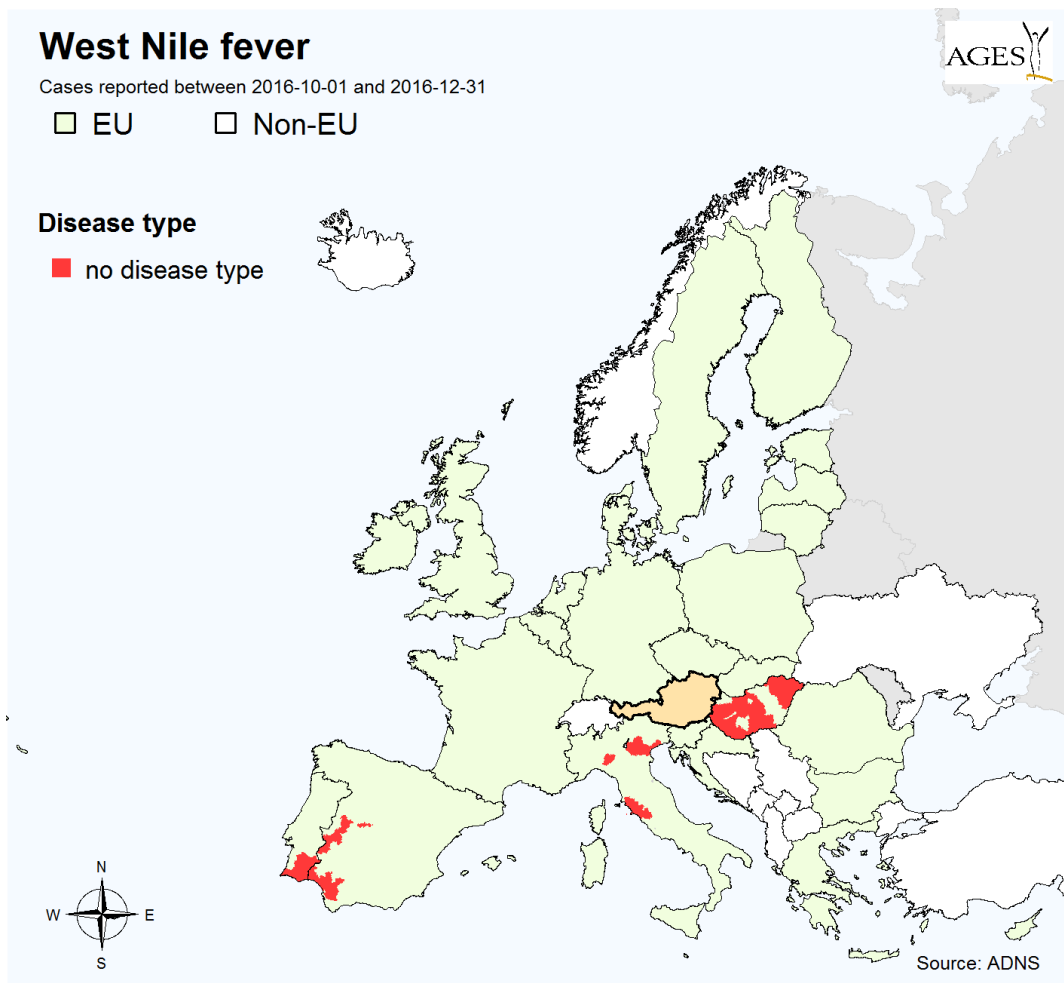 West Nile fever
Cases reported between 2016-10-01 and 2016-12-31
EU Non-EU
AGES
Disease type
no disease type
N
W E
S
Source: ADNS